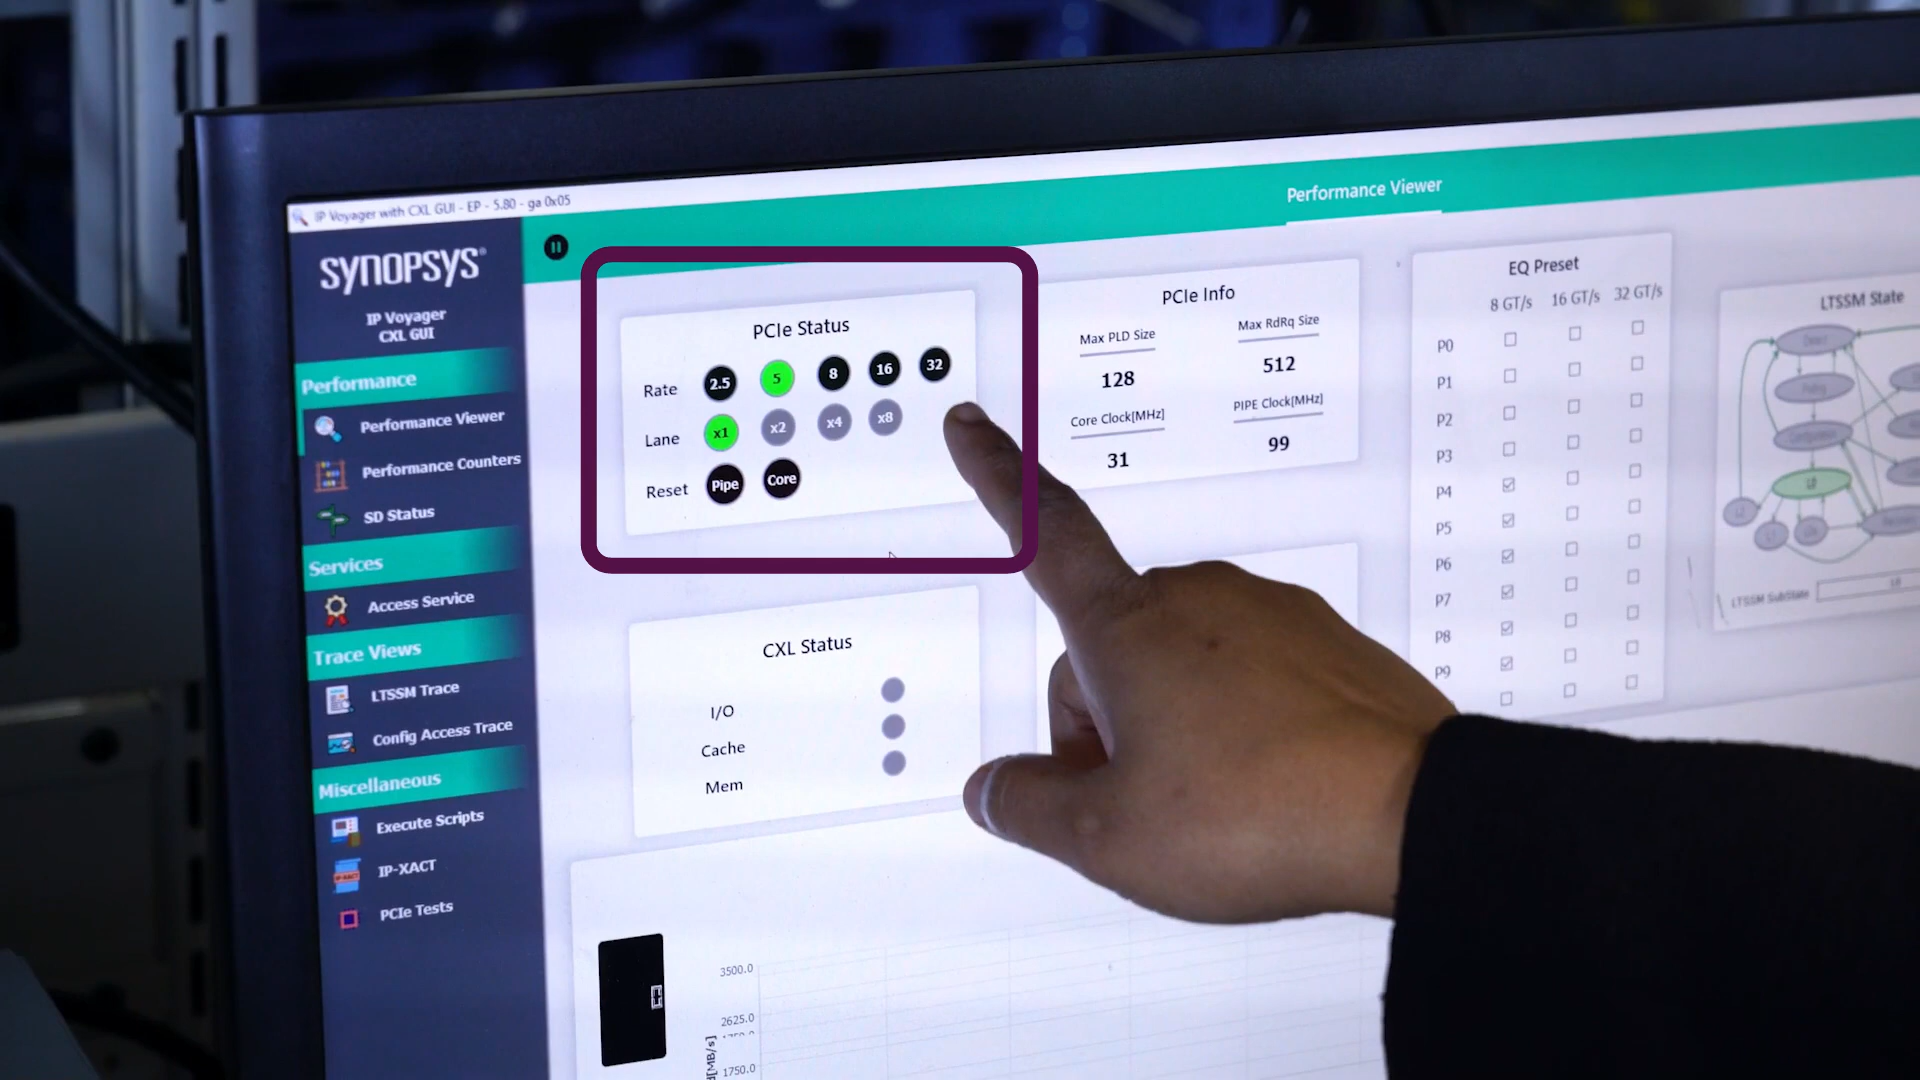 IP Voyager with CXL GUI - EP - 5.80 - ga 0x05
Performance Viewer
SYNOPSYS®
IP Voyager
CXL GUI
Performance
Performance Viewer
Performance Counters
SD Status
Services
Access Service
Trace Views
LTSSM Trace
Config Access Trace
Miscellaneous
Execute Scripts
IP-XACT
PCIe Tests
PCIe Status
Rate 2.5 5 8 16 32
Lane x1 x2 x4 x8
Reset Pipe Core
CXL Status
I/O
Cache
Mem
PCIe Info
Max PLD Size Max RdRq Size
128 512
Core Clock[MHz] PIPE Clock[MHz]
31 99
EQ Preset
8 GT/s 16 GT/s 32 GT/s
P0
P1
P2
P3
P4
P5
P6
P7
P8
P9
LTSSM State
L0
LTSSM SubState
3500.0
2625.0
1750.0
[MB/s]